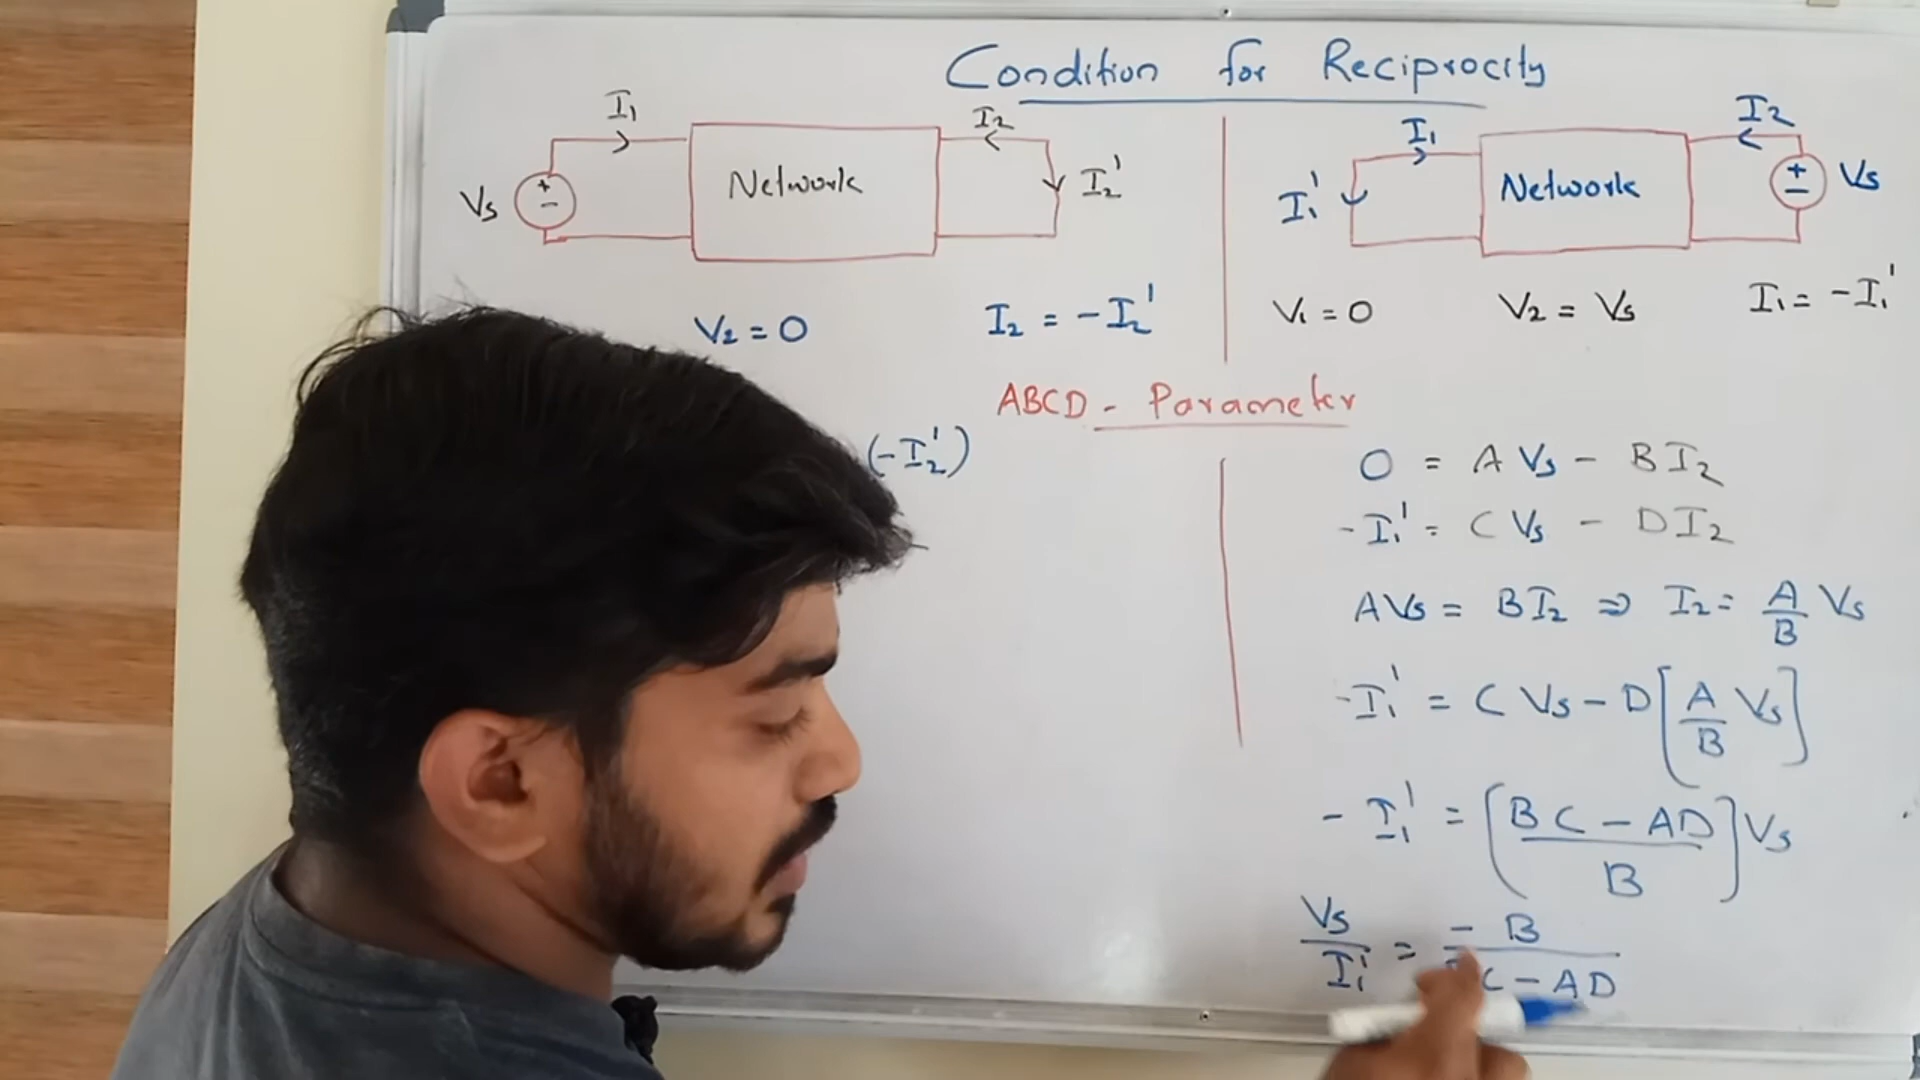 Condition for Reciprocity
I₁
I₂
Vs
+
-
Network
I₂'
V₂ = 0
I₂ = -I₂'
I₁
I₂
I₁'
Network
+
-
Vs
V₁ = 0
V₂ = Vs
I₁ = -I₁'
ABCD - Parameter
(-I₂')
0 = A Vs - B I₂
-I₁' = C Vs - D I₂
A Vs = B I₂ ⇒ I₂ = A/B Vs
-I₁' = C Vs - D [A/B Vs]
-I₁' = [BC - AD / B] Vs
Vs/I₁' = -B / C - AD